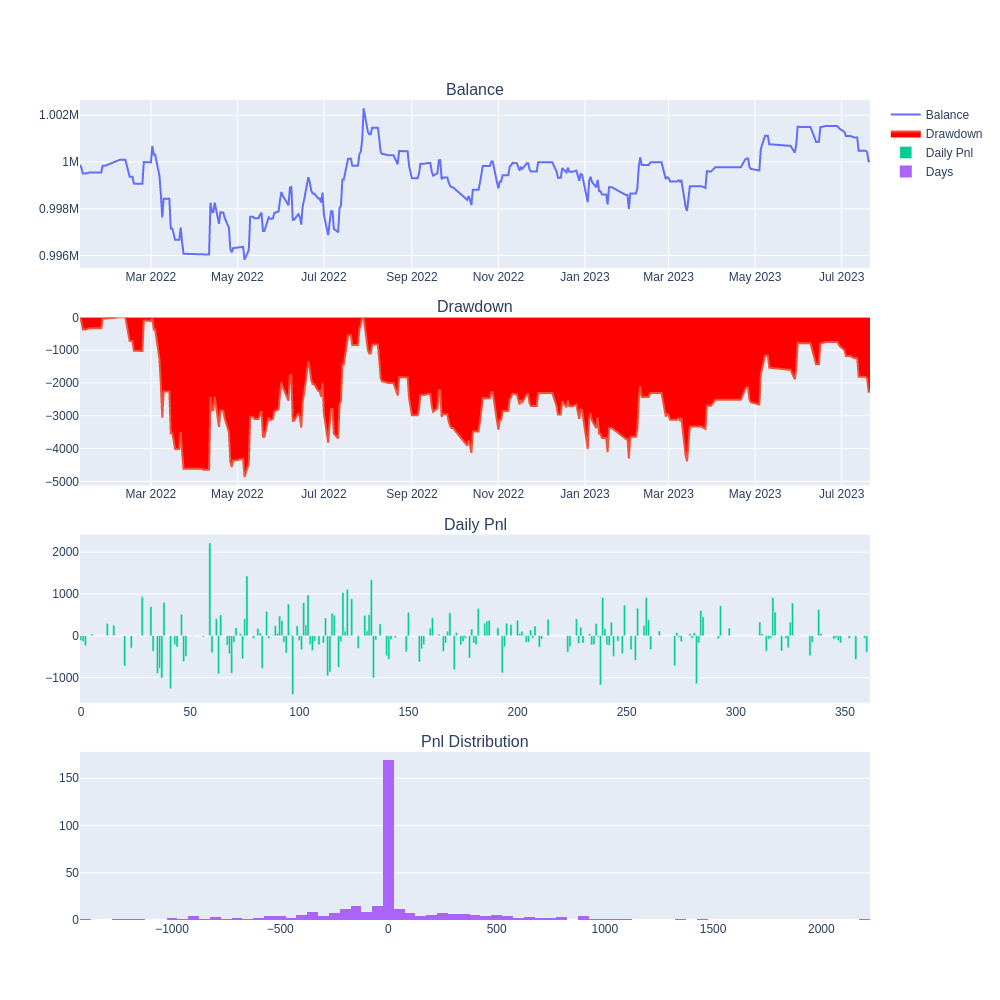 Balance
1.002M
1M
0.998M
0.996M
Mar 2022 May 2022 Jul 2022 Sep 2022 Nov 2022 Jan 2023 Mar 2023 May 2023 Jul 2023
Balance
Drawdown
Daily Pnl
Days
Drawdown
0
−1000
−2000
−3000
−4000
−5000
Mar 2022 May 2022 Jul 2022 Sep 2022 Nov 2022 Jan 2023 Mar 2023 May 2023 Jul 2023
Daily Pnl
2000
1000
0
−1000
0 50 100 150 200 250 300 350
Pnl Distribution
150
100
50
0
−1000 −500 0 500 1000 1500 2000